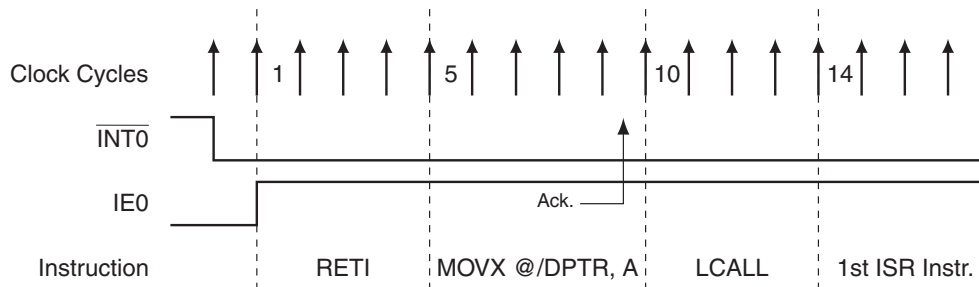 Clock Cycles 1 5 10 14
INT0
IE0
Ack.
Instruction RETI MOVX @/DPTR, A LCALL 1st ISR Instr.